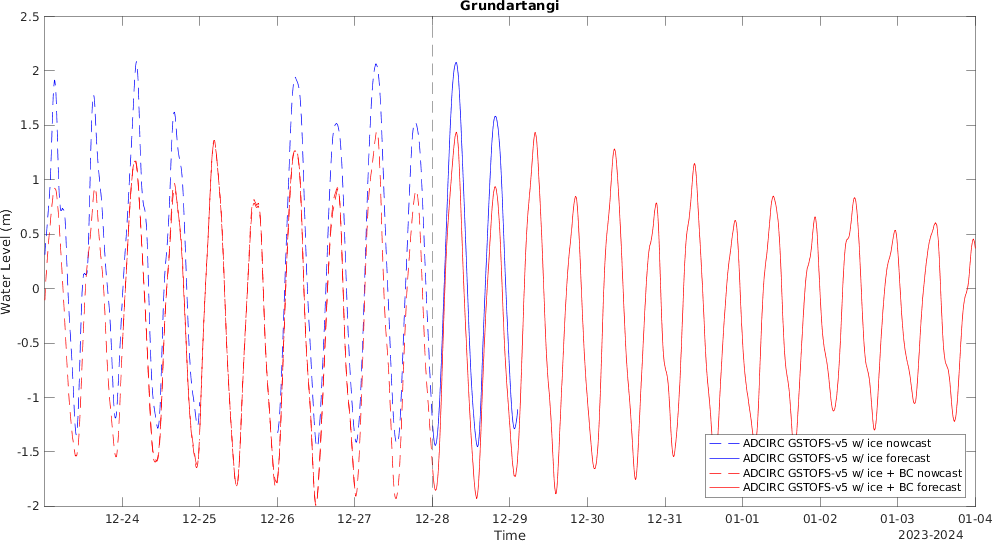 Grundartangi
2.5
2
1.5
1
0.5
0
-0.5
-1
-1.5
-2
Water Level (m)
12-24 12-25 12-26 12-27 12-28 12-29 12-30 12-31 01-01 01-02 01-03 01-04
Time
2023-2024
ADCIRC GSTOFS-v5 w/ ice nowcast
ADCIRC GSTOFS-v5 w/ ice forecast
ADCIRC GSTOFS-v5 w/ ice + BC nowcast
ADCIRC GSTOFS-v5 w/ ice + BC forecast